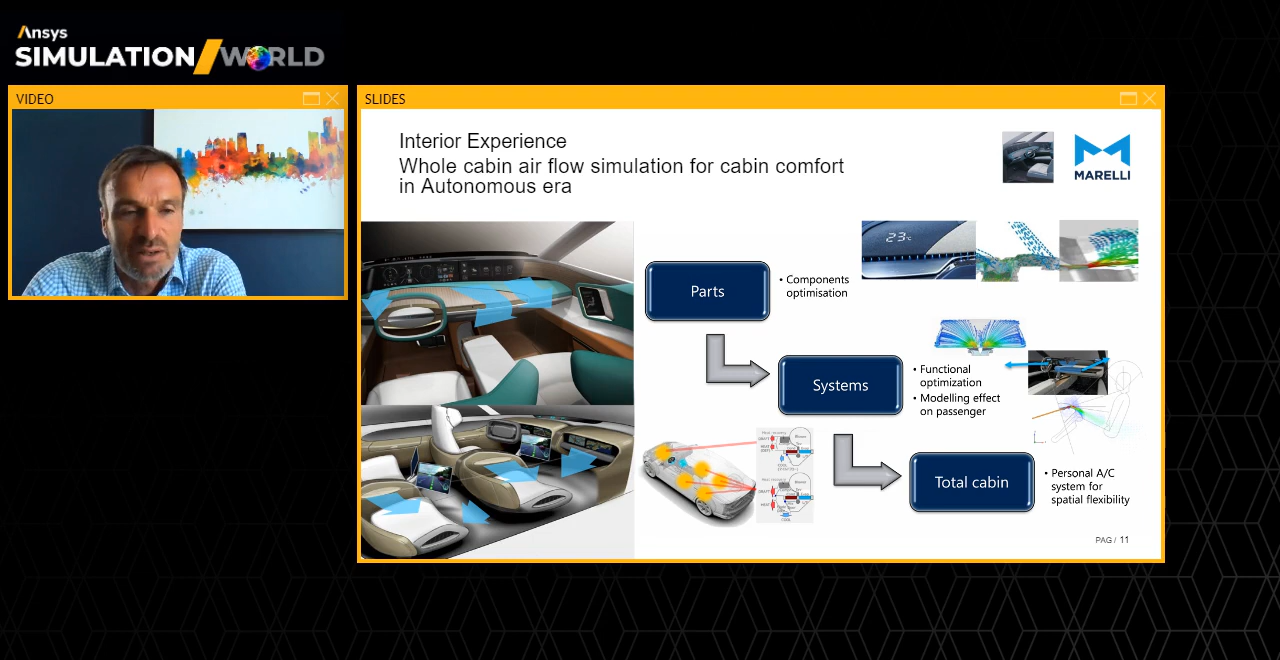 Ansys
SIMULATION/WORLD
VIDEO
SLIDES
Interior Experience
Whole cabin air flow simulation for cabin comfort
in Autonomous era
MARELLI
23°c
Parts
• Components
optimisation
Systems
• Functional
optimization
• Modelling effect
on passenger
Total cabin
• Personal A/C
system for
spatial flexibility
COOL
COOL
PAG / 11